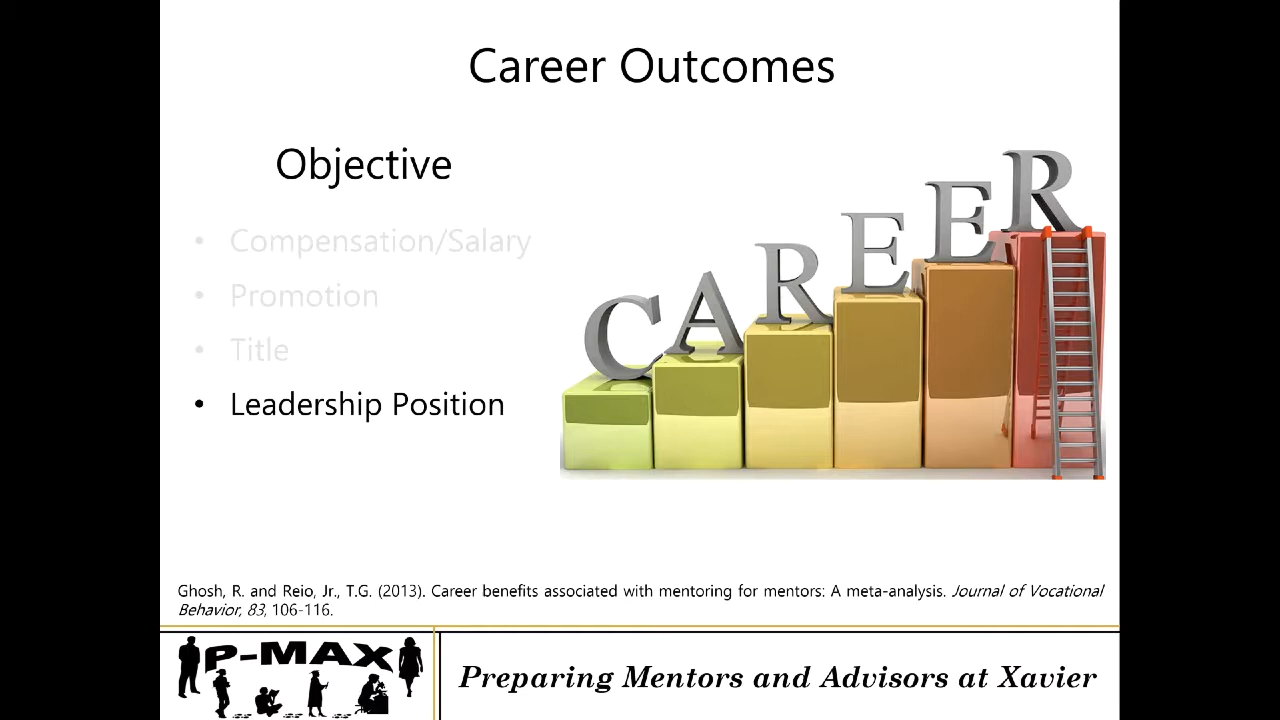 Career Outcomes
Objective
• Compensation/Salary
• Promotion
• Title
• Leadership Position
CAREER
Ghosh, R. and Reio, Jr., T.G. (2013). Career benefits associated with mentoring for mentors: A meta-analysis. Journal of Vocational
Behavior, 83, 106-116.
P-MAX
Preparing Mentors and Advisors at Xavier